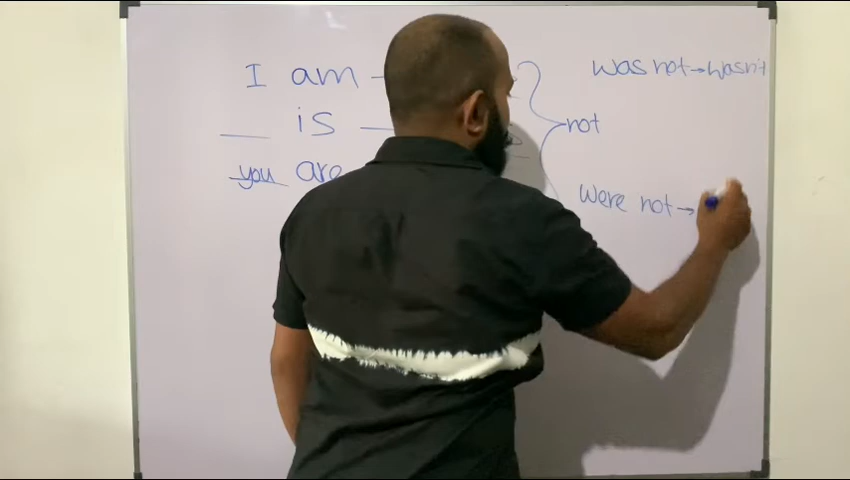 I am
was not → wasn't
is
not
you are
were not →